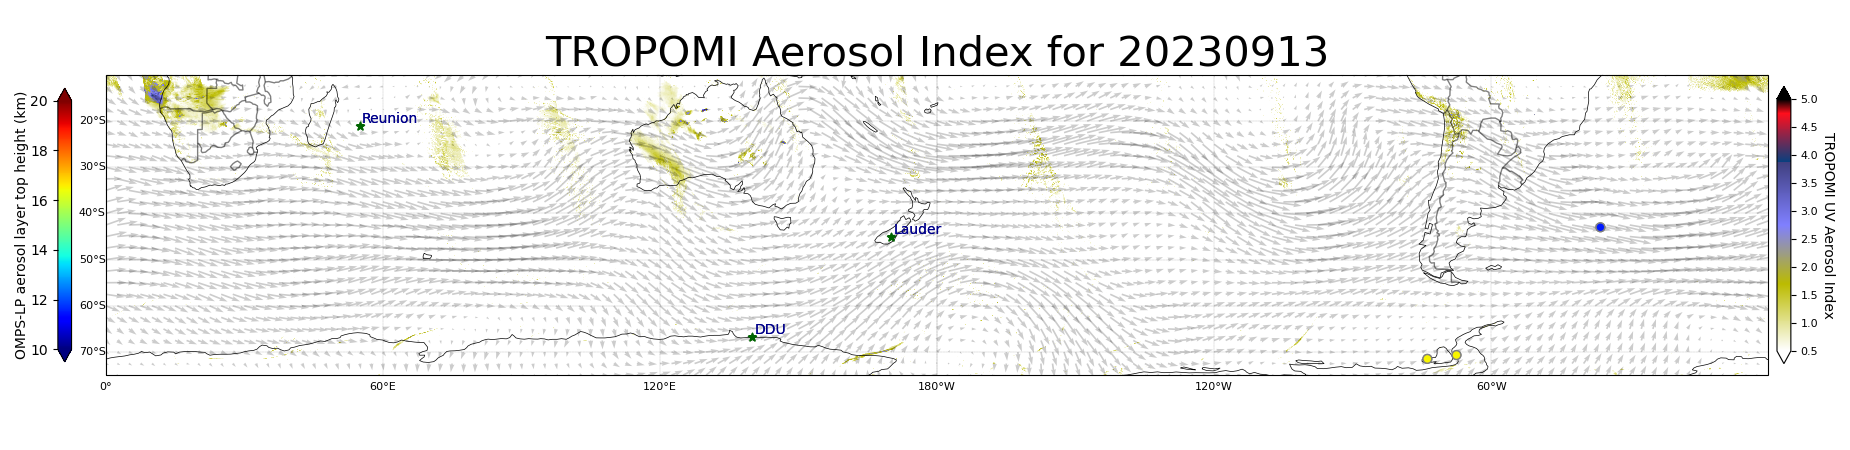 TROPOMI Aerosol Index for 20230913
OMPS-LP aerosol layer top height (km)
20
18
16
14
12
10
20°S
30°S
40°S
50°S
60°S
70°S
Reunion
Lauder
DDU
0°
60°E
120°E
180°W
120°W
60°W
5.0
4.5
4.0
3.5
3.0
2.5
2.0
1.5
1.0
0.5
TROPOMI UV Aerosol Index